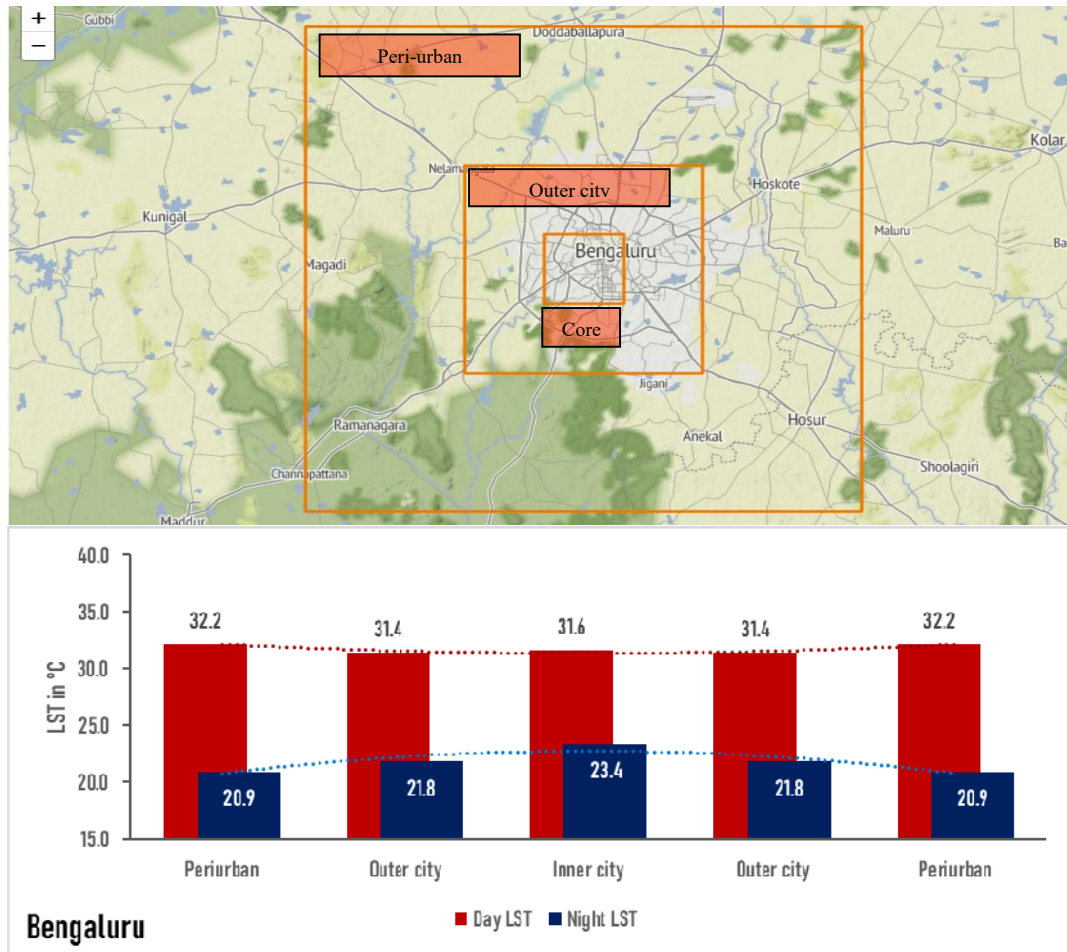 +
−
Gubbi
Doddaballapura
Peri-urban
Kolar
Nelamangala
Outer city
Hoskote
Kunigal
Bengaluru
Maluru
Ba
Magadi
Core
Jigani
Ramanagara
Hosur
Anekal
Shoolagiri
Channapattana
Maddur
40.0
35.0
30.0
25.0
20.0
15.0
LST in °C
32.2
31.4
31.6
31.4
32.2
20.9
21.8
23.4
21.8
20.9
Periurban
Outer city
Inner city
Outer city
Periurban
Bengaluru
Day LST
Night LST